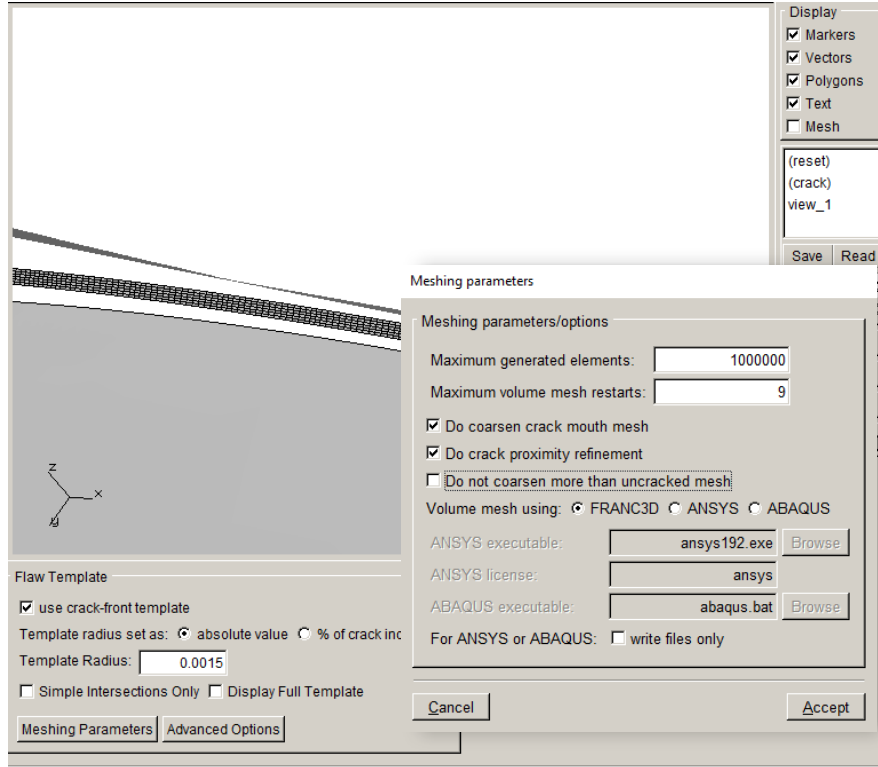 Display
Markers
Vectors
Polygons
Text
Mesh
(reset)
(crack)
view_1
Save Read
Meshing parameters
Meshing parameters/options
Maximum generated elements: 1000000
Maximum volume mesh restarts: 9
Do coarsen crack mouth mesh
Do crack proximity refinement
Do not coarsen more than uncracked mesh
Volume mesh using: FRANC3D ANSYS ABAQUS
ANSYS executable: ansys192.exe Browse
ANSYS license: ansys
ABAQUS executable: abaqus.bat Browse
For ANSYS or ABAQUS: write files only
Cancel Accept
z
x
y
Flaw Template
use crack-front template
Template radius set as: absolute value % of crack inc
Template Radius: 0.0015
Simple Intersections Only Display Full Template
Meshing Parameters Advanced Options